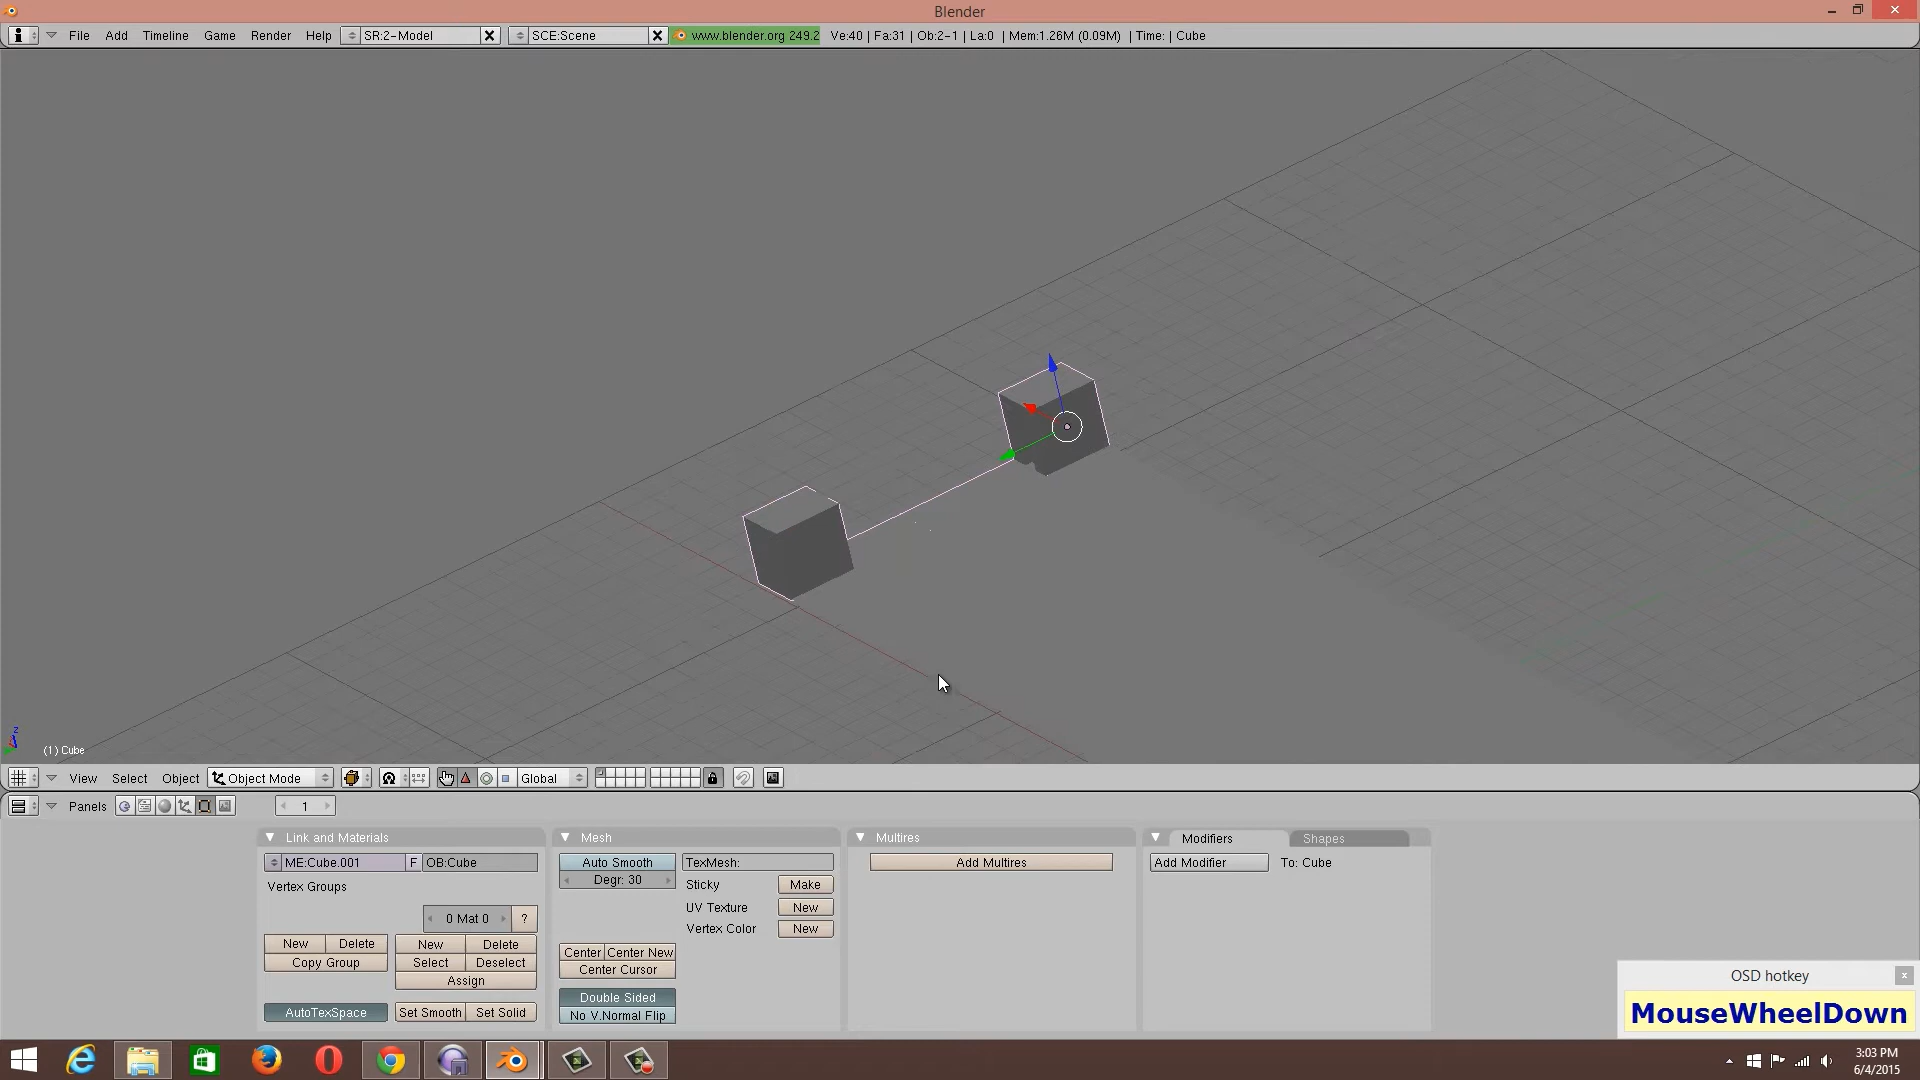 Blender
File Add Timeline Game Render Help SR:2-Model SCE:Scene www.blender.org 249.2 Ve:40 | Fa:31 | Ob:2-1 | La:0 | Mem:1.26M (0.09M) | Time: | Cube
z
(1) Cube
View Select Object Object Mode Global
Panels 1
Link and Materials Mesh Multires Modifiers Shapes
ME:Cube.001 F OB:Cube Auto Smooth TexMesh: Add Multires Add Modifier To: Cube
Degr: 30
Vertex Groups Sticky Make
UV Texture New
0 Mat 0 ?
Vertex Color New
New Delete New Delete
Center Center New
Copy Group Select Deselect
Center Cursor
Assign
Double Sided
AutoTexSpace Set Smooth Set Solid
No V.Normal Flip
OSD hotkey
MouseWheelDown
3:03 PM
6/4/2015